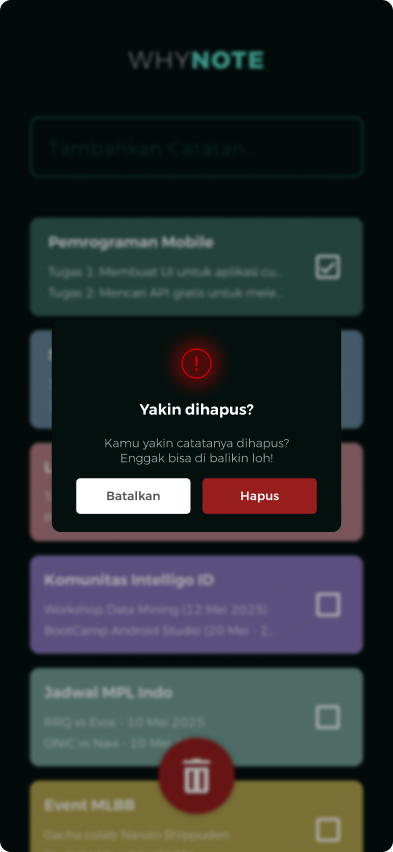 WHYNOTE
Tambahkan Catatan...
Pemrograman Mobile
Tugas 1: Membuat UI untuk aplikasi cu...
Tugas 2: Mencari API gratis untuk mele...
Yakin dihapus?
Kamu yakin catatanya dihapus?
Enggak bisa di balikin loh!
Batalkan
Hapus
Komunitas Intelligo ID
Workshop Data Mining (12 Mei 2025)
BootCamp Android Studio (20 Mei - 2...
Jadwal MPL Indo
RRQ vs Evos - 10 Mei 2025
ONIC vs Navi - 10 Mei
Event MLBB
Gacha colab Naruto Shippuden